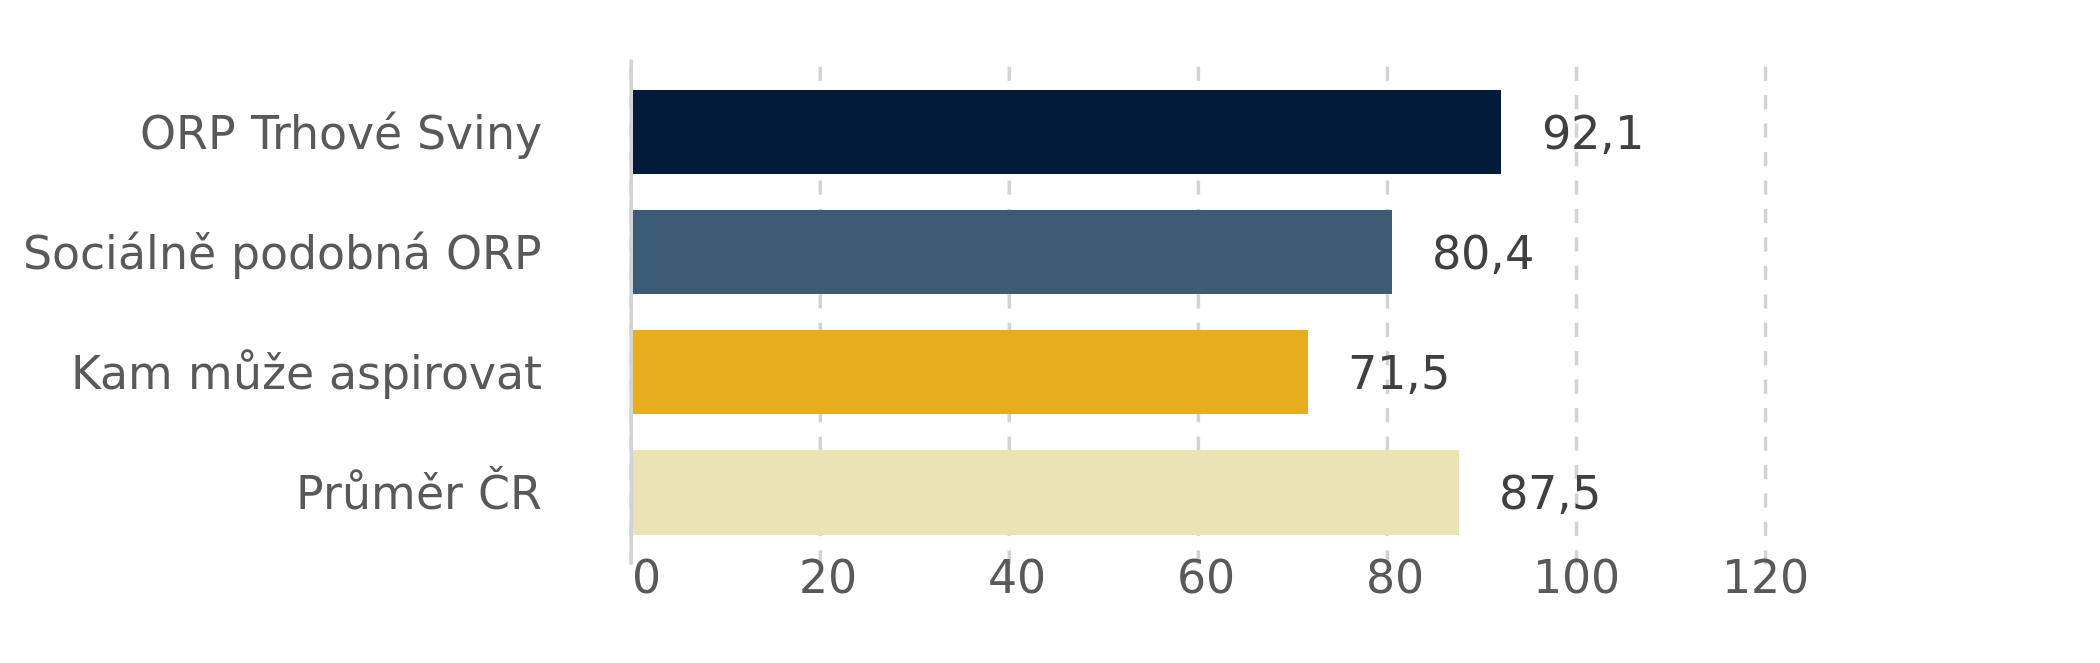 ORP Trhové Sviny 92,1
Sociálně podobná ORP 80,4
Kam může aspirovat 71,5
Průměr ČR 87,5
0 20 40 60 80 100 120